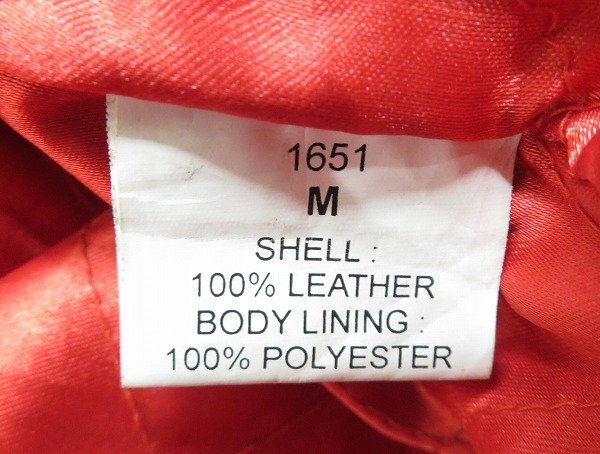 1651
M
SHELL :
100% LEATHER
BODY LINING :
100% POLYESTER